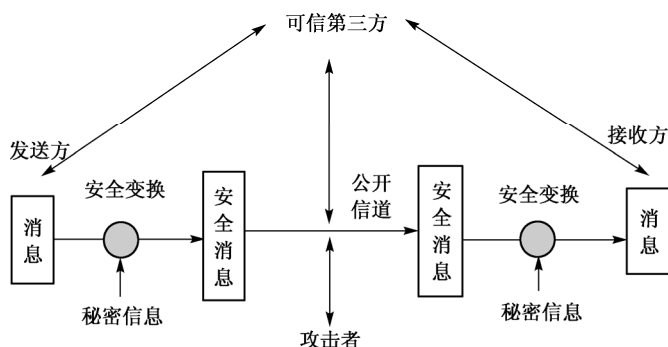 可信第三方
发送方
接收方
安全变换
公开
信道
安全变换
消息
安全消息
安全消息
消息
秘密信息
秘密信息
攻击者